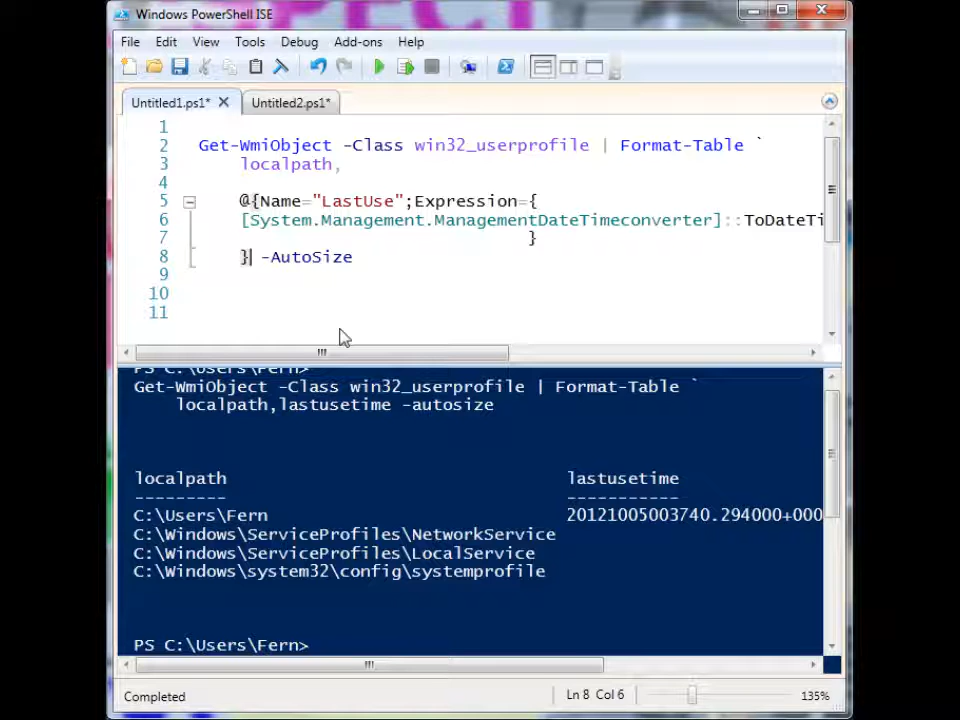 Windows PowerShell ISE
File Edit View Tools Debug Add-ons Help
Untitled1.ps1* Untitled2.ps1*
1
2 Get-WmiObject -Class win32_userprofile | Format-Table `
3 localpath,
4
5 @{Name="LastUse";Expression={
6 [System.Management.ManagementDateTimeconverter]::ToDateTi
7 }
8 } -AutoSize
9
10
11
PS C:\Users\Fern>
Get-WmiObject -Class win32_userprofile | Format-Table `
localpath,lastusetime -autosize
localpath lastusetime
--------- -----------
C:\Users\Fern 20121005003740.294000+000
C:\Windows\ServiceProfiles\NetworkService
C:\Windows\ServiceProfiles\LocalService
C:\Windows\system32\config\systemprofile
PS C:\Users\Fern>
Completed Ln 8 Col 6 135%